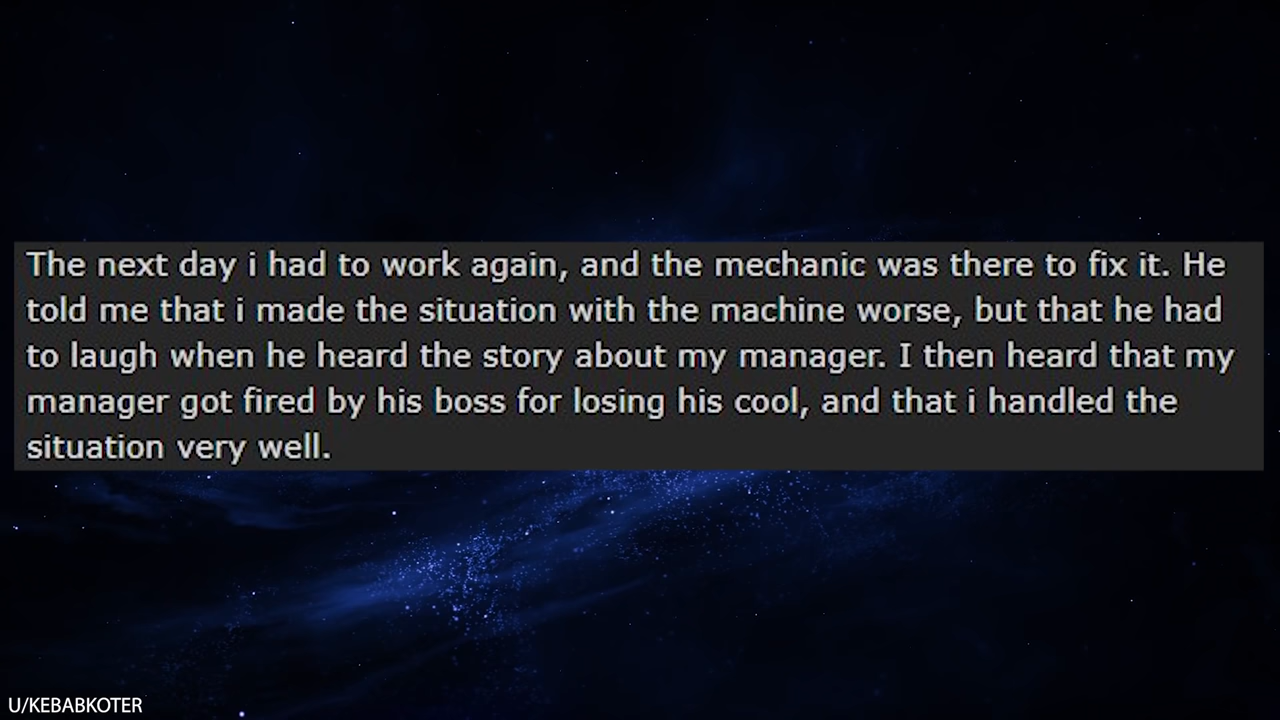 The next day i had to work again, and the mechanic was there to fix it. He
told me that i made the situation with the machine worse, but that he had
to laugh when he heard the story about my manager. I then heard that my
manager got fired by his boss for losing his cool, and that i handled the
situation very well.
U/KEBABKOTER